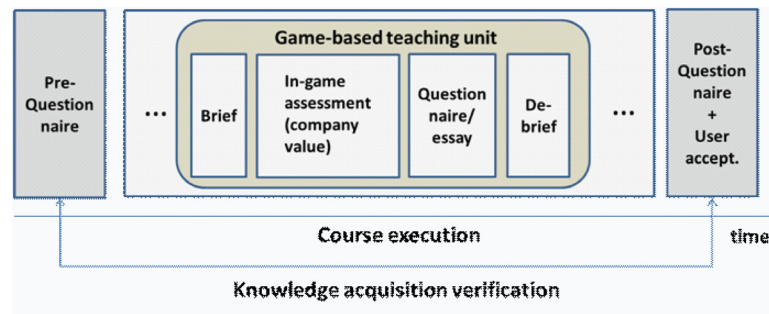 Pre-
Question
naire
...
Game-based teaching unit
Brief
In-game
assessment
(company
value)
Question
naire/
essay
De-
brief
...
Post-
Question
naire
+
User
accept.
Course execution
time
Knowledge acquisition verification